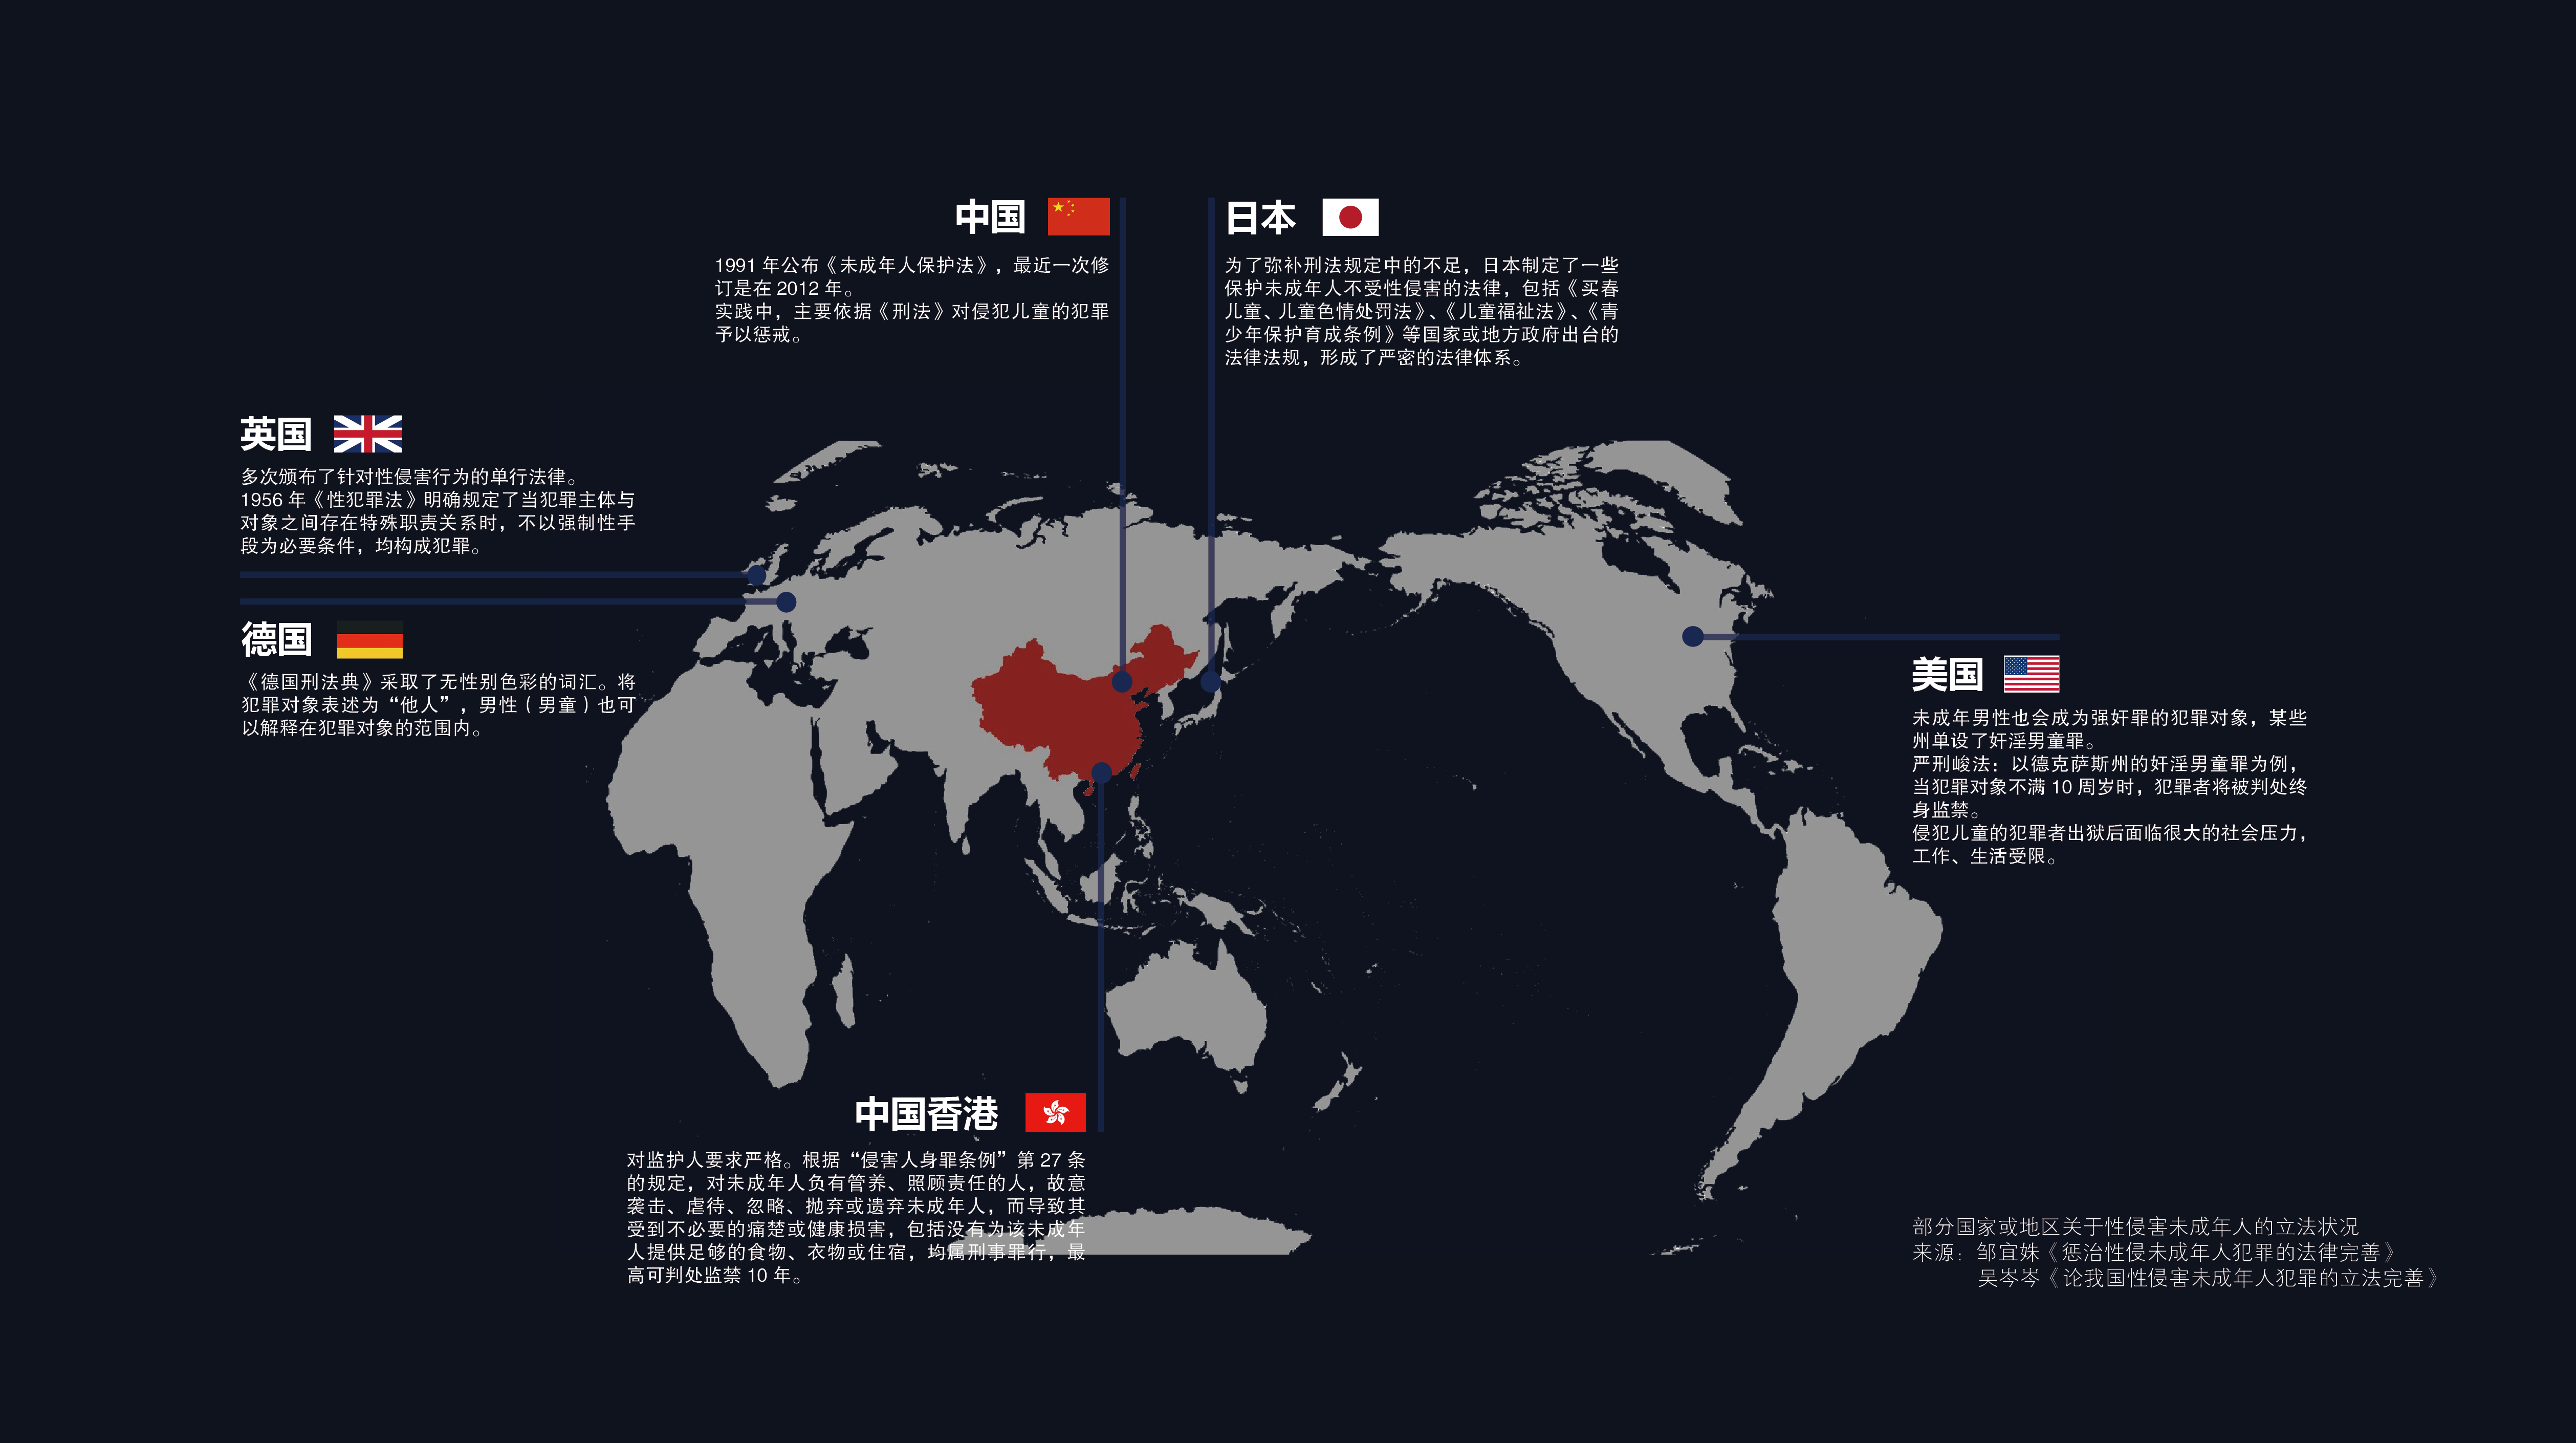 中国
1991 年公布《未成年人保护法》，最近一次修
订是在 2012 年。
实践中，主要依据《刑法》对侵犯儿童的犯罪
予以惩戒。
日本
为了弥补刑法规定中的不足，日本制定了一些
保护未成年人不受性侵害的法律，包括《买春
儿童、儿童色情处罚法》、《儿童福祉法》、《青
少年保护育成条例》等国家或地方政府出台的
法律法规，形成了严密的法律体系。
英国
多次颁布了针对性侵害行为的单行法律。
1956 年《性犯罪法》明确规定了当犯罪主体与
对象之间存在特殊职责关系时，不以强制性手
段为必要条件，均构成犯罪。
德国
《德国刑法典》采取了无性别色彩的词汇。将
犯罪对象表述为“他人”，男性（男童）也可
以解释在犯罪对象的范围内。
美国
未成年男性也会成为强奸罪的犯罪对象，某些
州单设了奸淫男童罪。
严刑峻法：以德克萨斯州的奸淫男童罪为例，
当犯罪对象不满 10 周岁时，犯罪者将被判处终
身监禁。
侵犯儿童的犯罪者出狱后面临很大的社会压力，
工作、生活受限。
中国香港
对监护人要求严格。根据“侵害人身罪条例”第 27 条
的规定，对未成年人负有管养、照顾责任的人，故意
袭击、虐待、忽略、抛弃或遗弃未成年人，而导致其
受到不必要的痛楚或健康损害，包括没有为该未成年
人提供足够的食物、衣物或住宿，均属刑事罪行，最
高可判处监禁 10 年。
部分国家或地区关于性侵害未成年人的立法状况
来源：邹宜姝《惩治性侵未成年人犯罪的法律完善》
吴岑岑《论我国性侵害未成年人犯罪的立法完善》